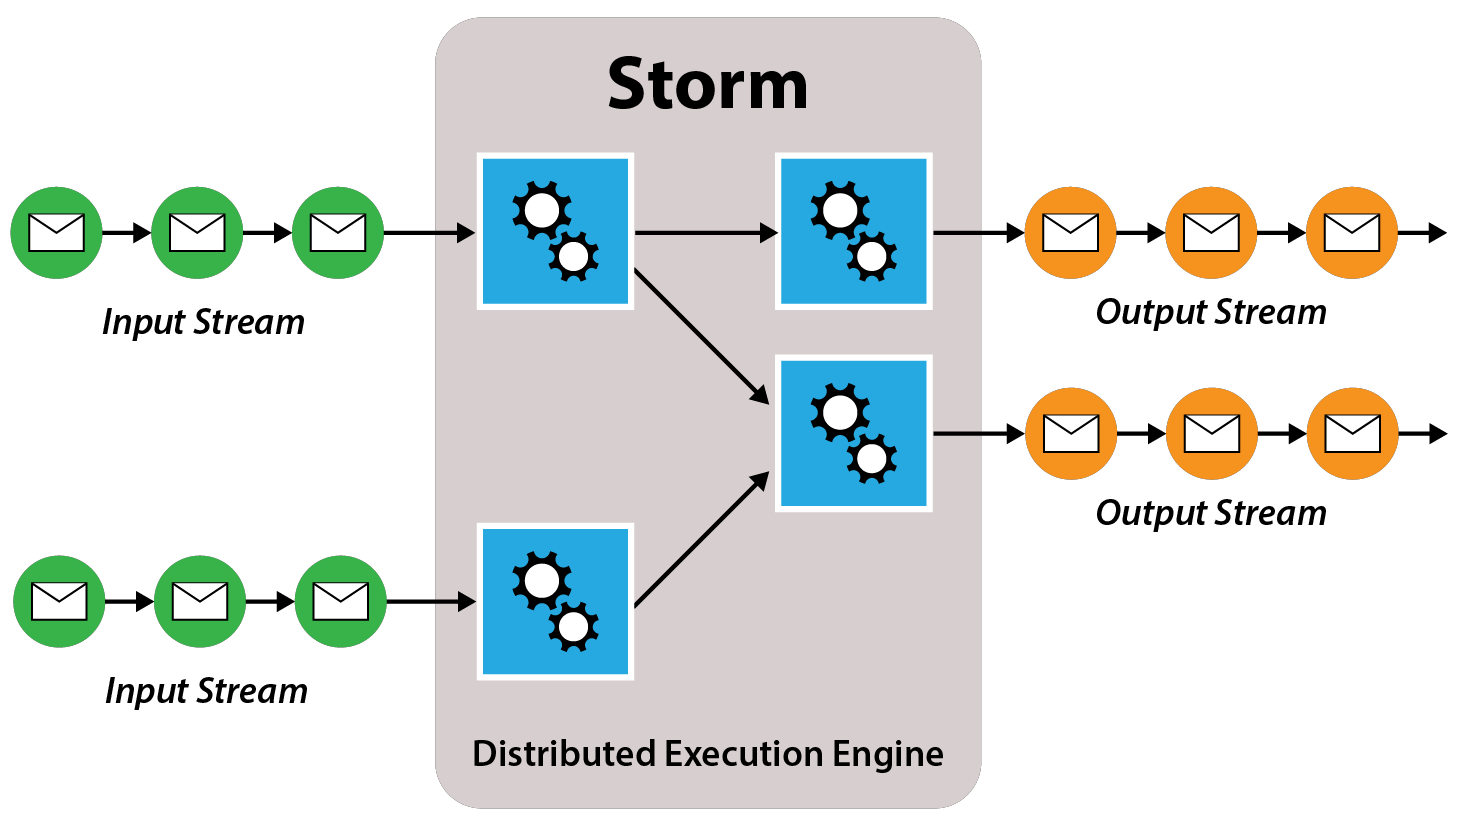 Storm
Input Stream
Output Stream
Output Stream
Input Stream
Distributed Execution Engine